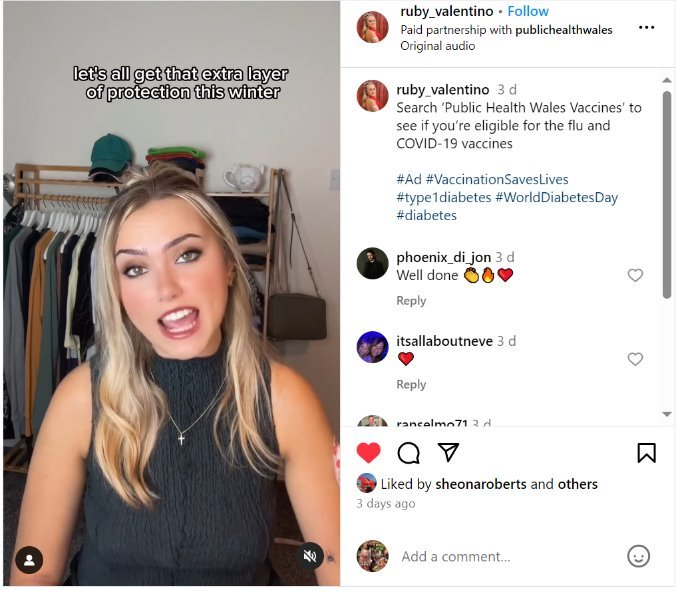 let's all get that extra layer
of protection this winter
ruby_valentino • Follow
Paid partnership with publichealthwales
Original audio
ruby_valentino 3 d
Search ‘Public Health Wales Vaccines’ to
see if you’re eligible for the flu and
COVID-19 vaccines
#Ad #VaccinationSavesLives
#type1diabetes #WorldDiabetesDay
#diabetes
phoenix_di_jon 3 d
Well done 👏🔥❤️
Reply
itsallaboutneve 3 d
❤️
Reply
ranselmo71 3 d
Liked by sheonaroberts and others
3 days ago
Add a comment...